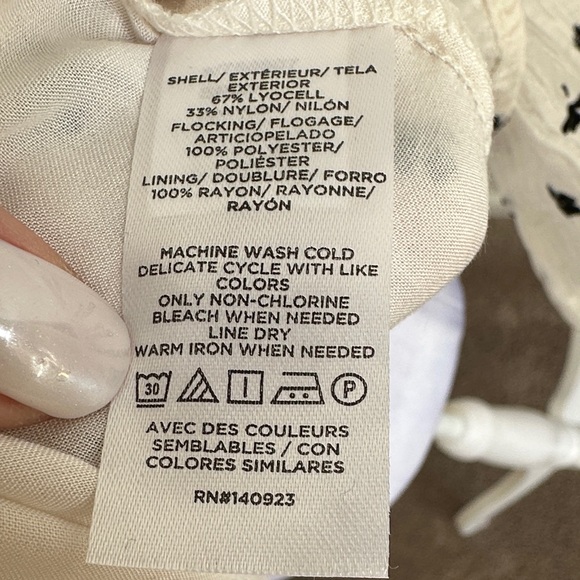 SHELL/ EXTÉRIEUR/ TELA
EXTERIOR
67% LYOCELL
33% NYLON/ NILÓN
FLOCKING/ FLOGAGE/
ARTICIOPELADO
100% POLYESTER/
POLIÉSTER
LINING/ DOUBLURE/ FORRO
100% RAYON/ RAYONNE/
RAYÓN
MACHINE WASH COLD
DELICATE CYCLE WITH LIKE
COLORS
ONLY NON-CHLORINE
BLEACH WHEN NEEDED
LINE DRY
WARM IRON WHEN NEEDED
30 P
AVEC DES COULEURS
SEMBLABLES / CON
COLORES SIMILARES
RN#140923